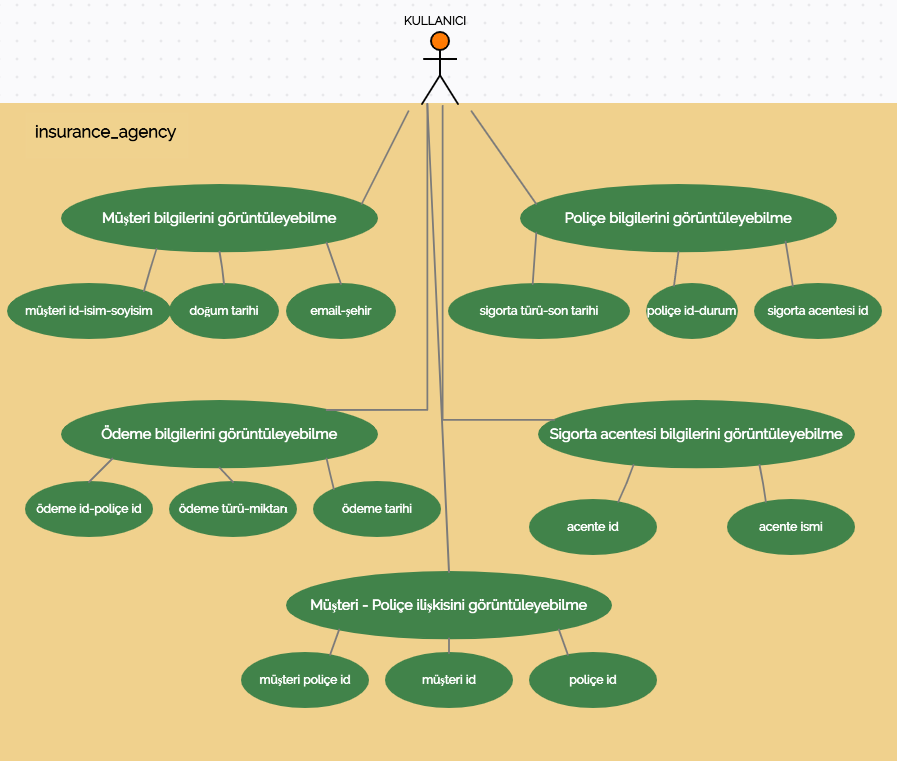 KULLANICI
insurance_agency
Müşteri bilgilerini görüntüleyebilme
Poliçe bilgilerini görüntüleyebilme
müşteri id-isim-soyisim
doğum tarihi
email-şehir
sigorta türü-son tarihi
poliçe id-durum
sigorta acentesi id
Ödeme bilgilerini görüntüleyebilme
Sigorta acentesi bilgilerini görüntüleyebilme
ödeme id-poliçe id
ödeme türü-miktarı
ödeme tarihi
acente id
acente ismi
Müşteri - Poliçe ilişkisini görüntüleyebilme
müşteri poliçe id
müşteri id
poliçe id